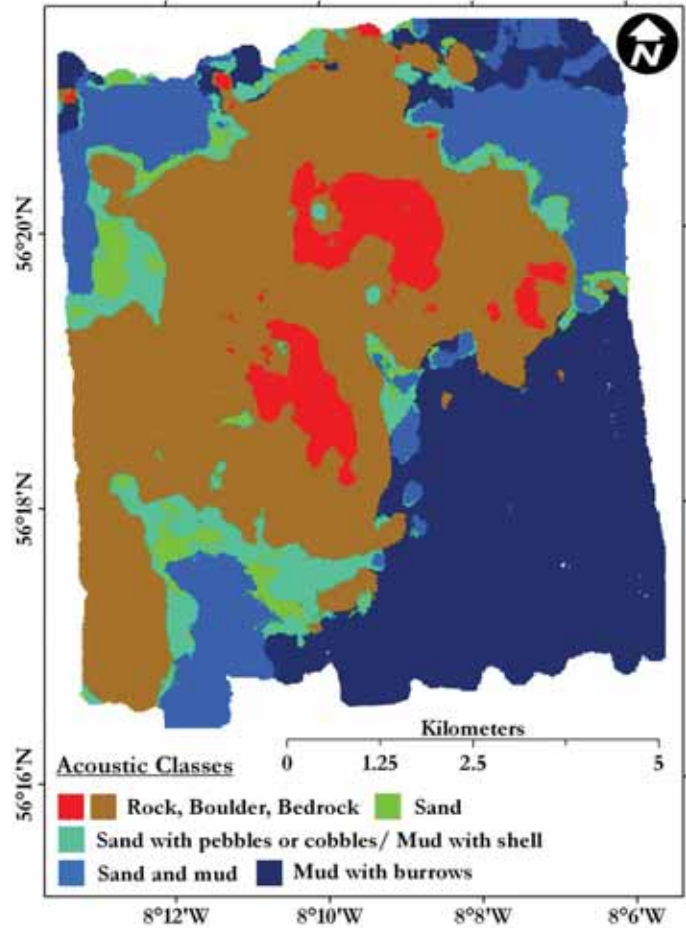 N
56°20'N
56°18'N
56°16'N
Kilometers
0 1.25 2.5 5
Acoustic Classes
Rock, Boulder, Bedrock Sand
Sand with pebbles or cobbles/ Mud with shell
Sand and mud Mud with burrows
8°12'W 8°10'W 8°8'W 8°6'W